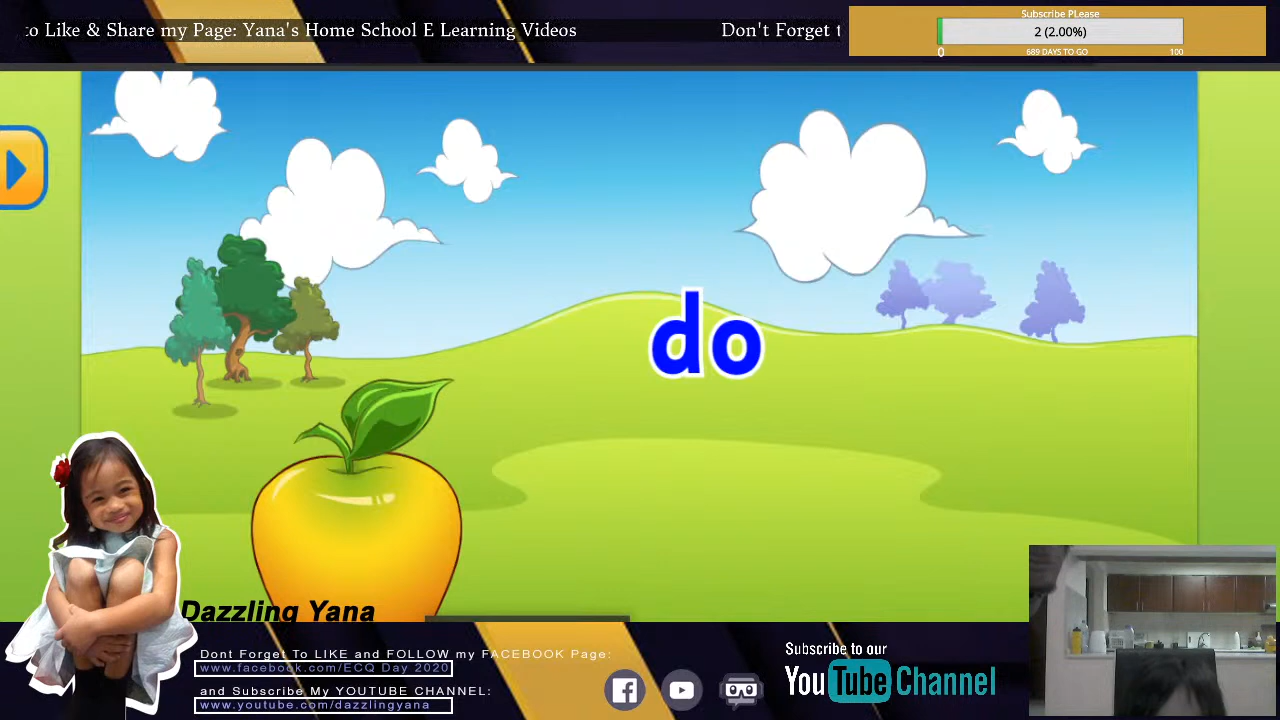 to Like & Share my Page: Yana's Home School E Learning Videos
Don't Forget t
Subscribe PLease
2 (2.00%)
0
689 DAYS TO GO
100
do
Dazzling Yana
Dont Forget To LIKE and FOLLOW my FACEBOOK Page:
www.facebook.com/ECQ Day 2020
and Subscribe My YOUTUBE CHANNEL:
www.youtube.com/dazzlingyana
Subscribe to our
YouTube Channel